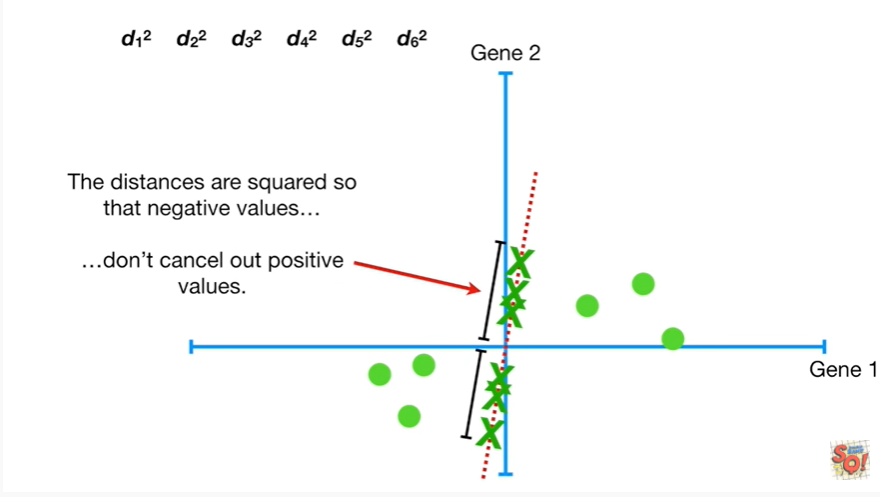 d₁² d₂² d₃² d₄² d₅² d₆²
Gene 2
The distances are squared so
that negative values…
…don’t cancel out positive
values.
Gene 1
SQ!